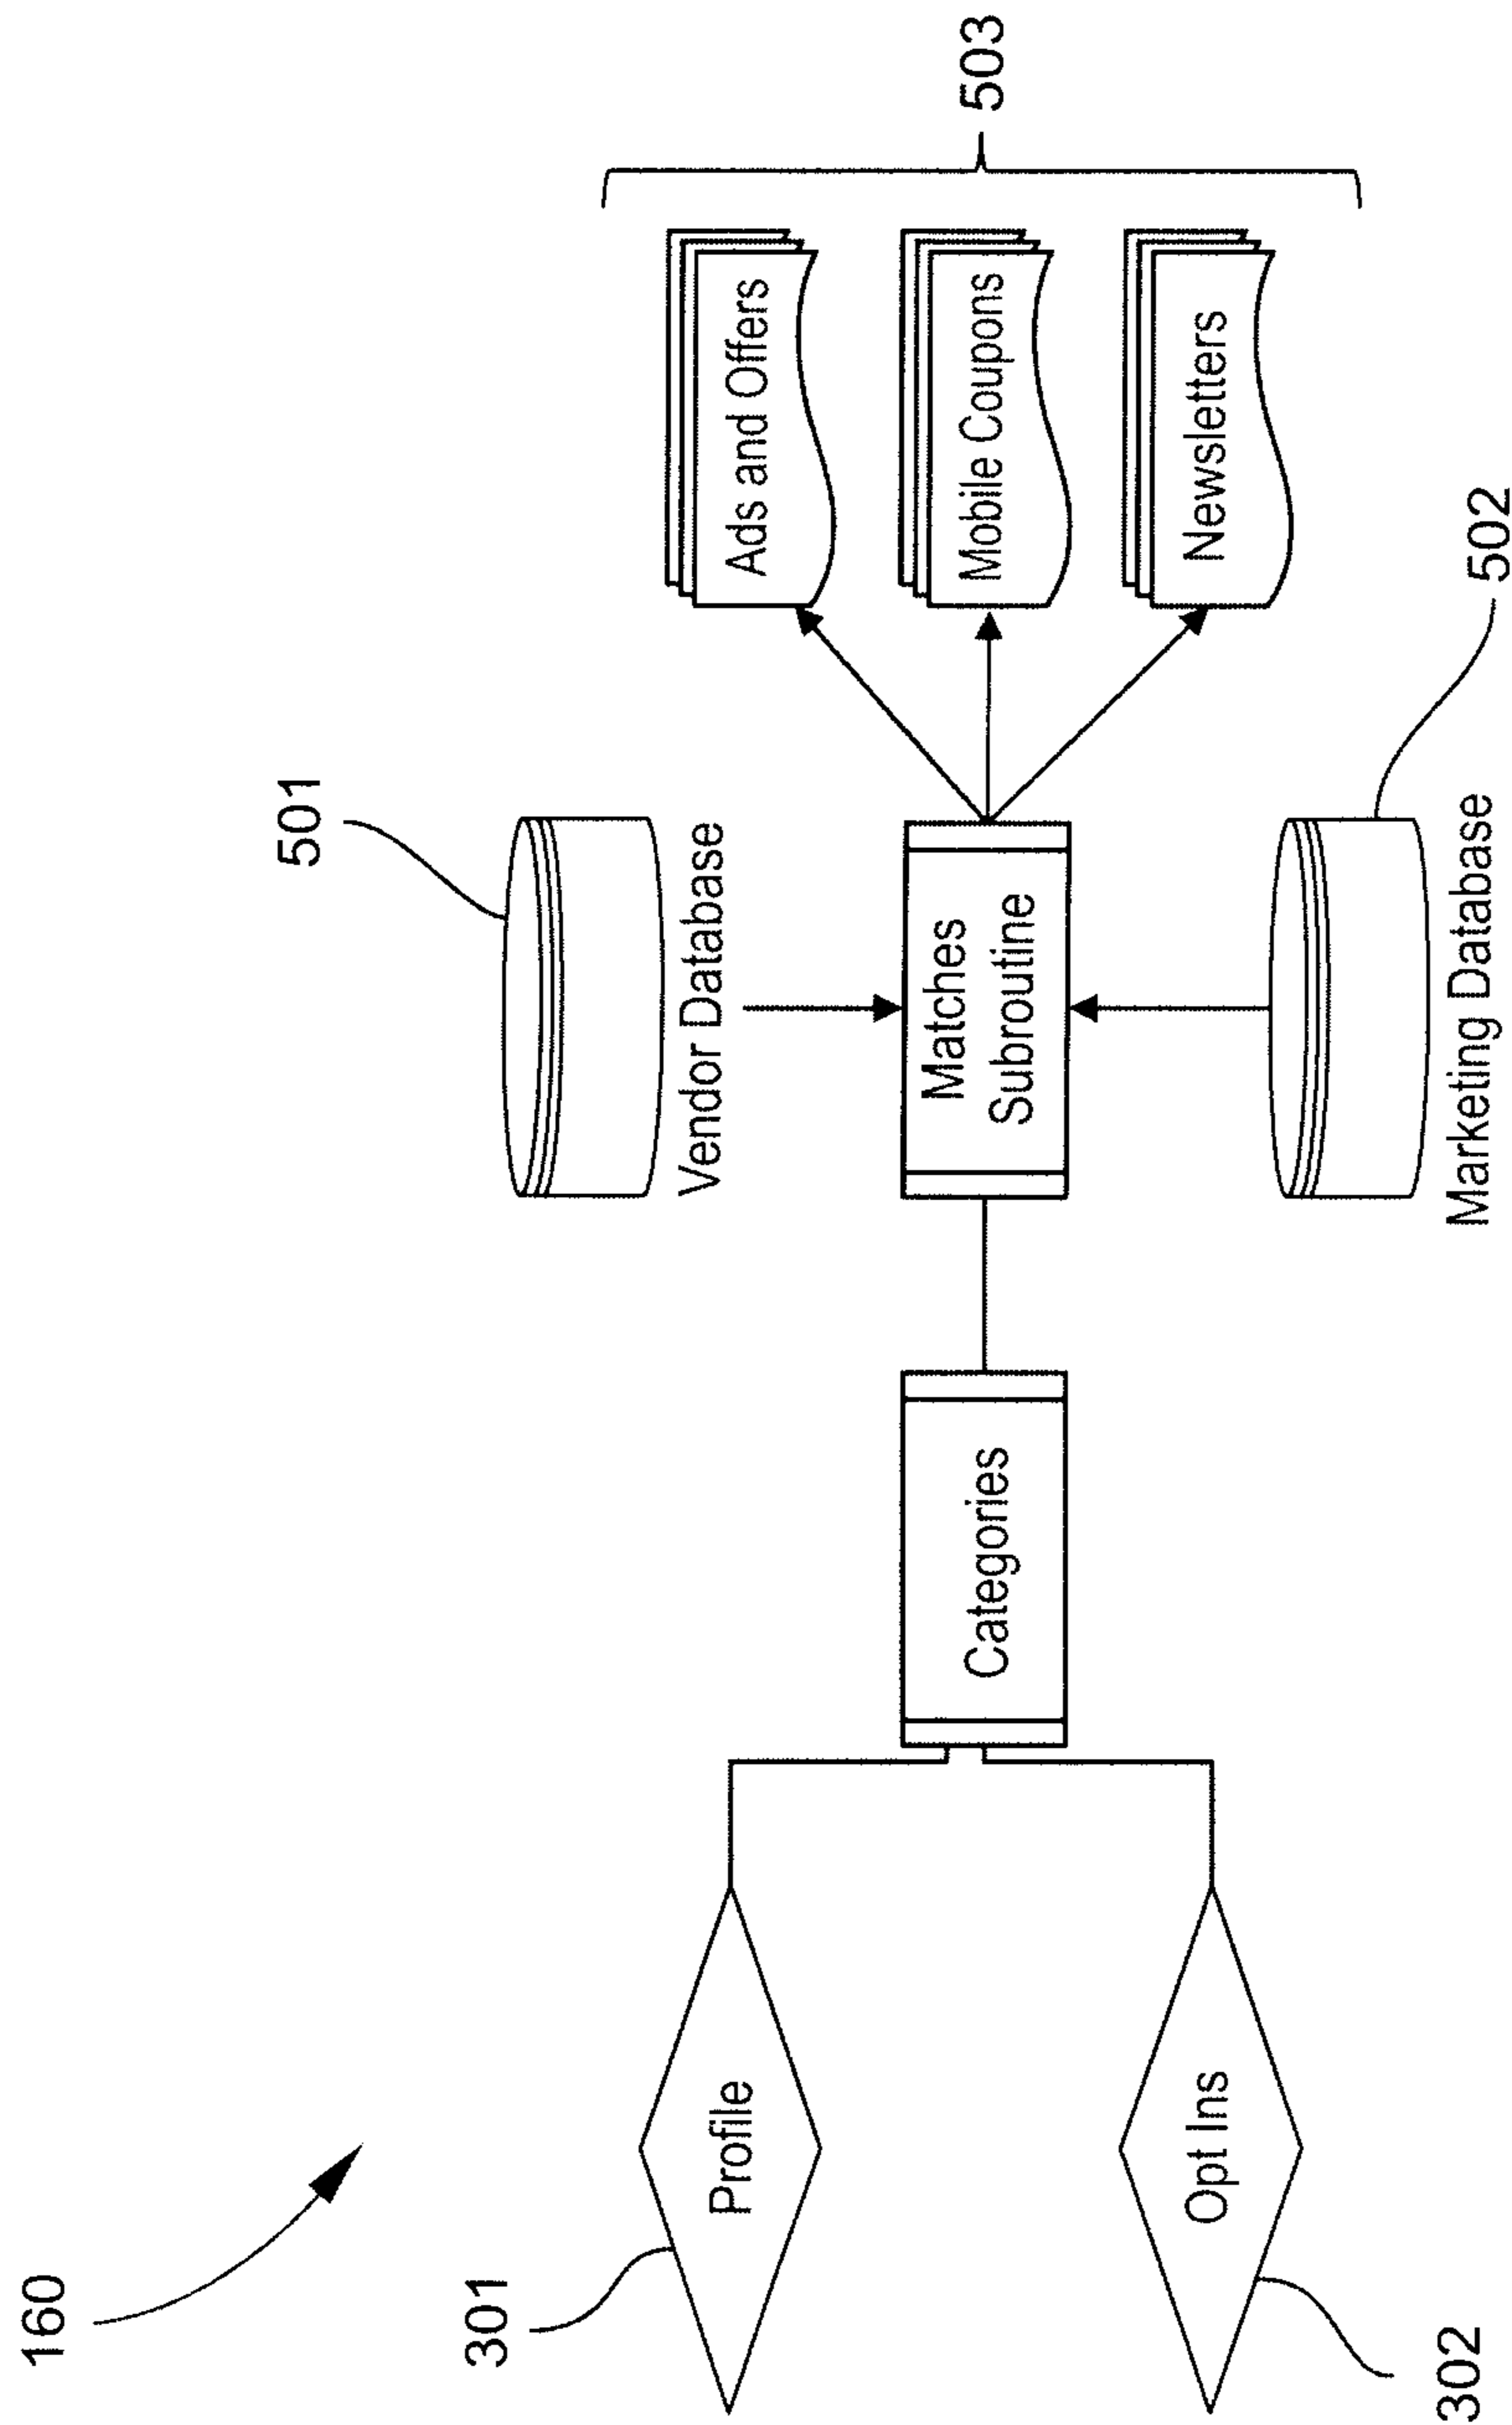 160
301
Profile
302
Opt Ins
Categories
501
Vendor Database
Matches
Subroutine
Marketing Database
502
Ads and Offers
Mobile Coupons
Newsletters
503